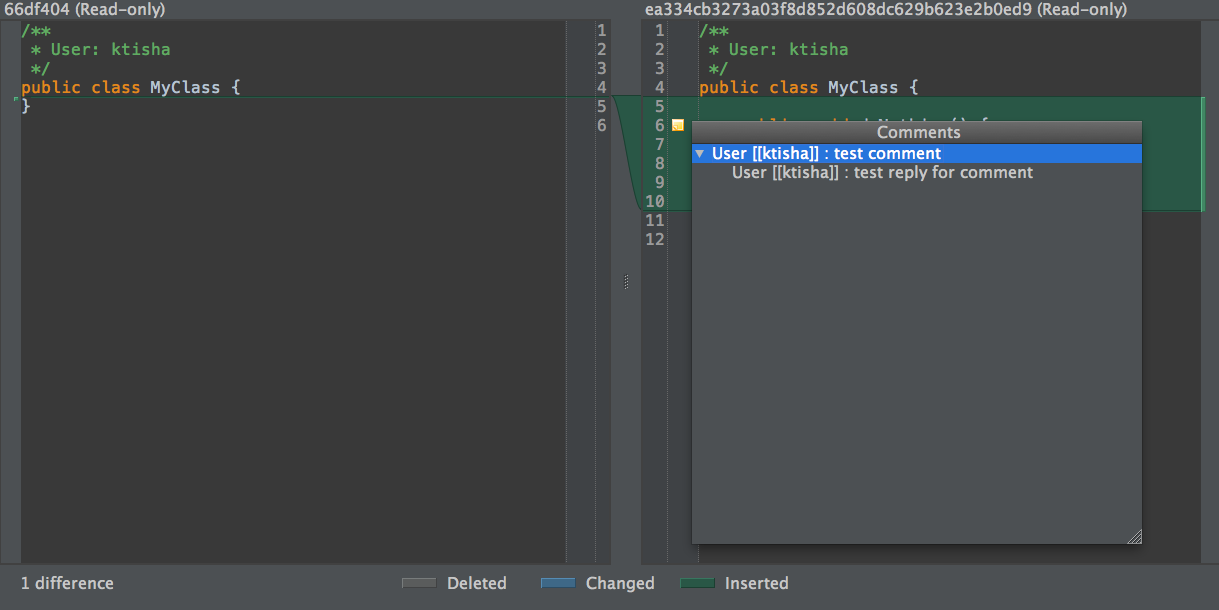 66df404 (Read-only)
ea334cb3273a03f8d852d608dc629b623e2b0ed9 (Read-only)
/**
 * User: ktisha
 */
public class MyClass {
}
1
2
3
4
5
6
1
2
3
4
5
6
7
8
9
10
11
12
/**
 * User: ktisha
 */
public class MyClass {
Comments
User [[ktisha]] : test comment
User [[ktisha]] : test reply for comment
1 difference
Deleted
Changed
Inserted